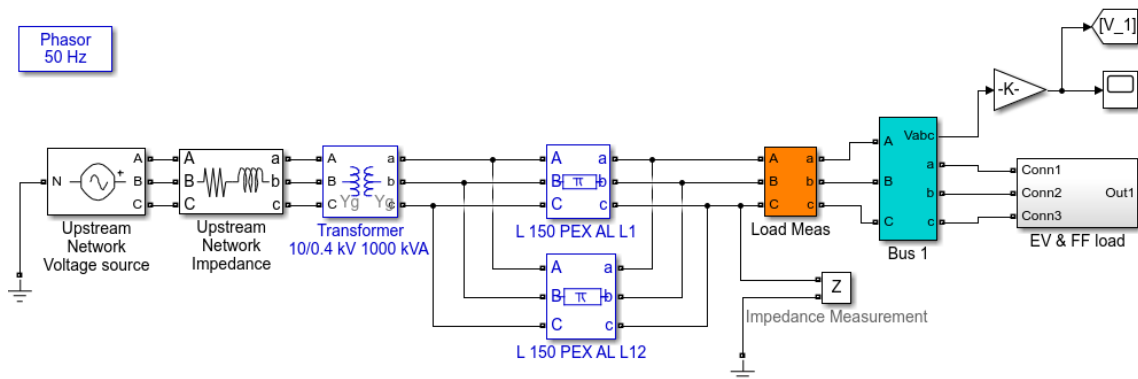 Phasor
50 Hz
[V_1]
-K-
N
+
A
B
C
Upstream
Network
Voltage source
A
B
C
a
b
c
Upstream
Network
Impedance
A
B
C
a
b
c
Yg
Yg
Transformer
10/0.4 kV 1000 kVA
A
B
C
π
a
b
c
L 150 PEX AL L1
A
B
C
π
a
b
c
L 150 PEX AL L12
A
B
C
a
b
c
Load Meas
A
B
C
Vabc
a
b
c
Bus 1
Conn1
Conn2
Conn3
Out1
EV & FF load
Z
Impedance Measurement